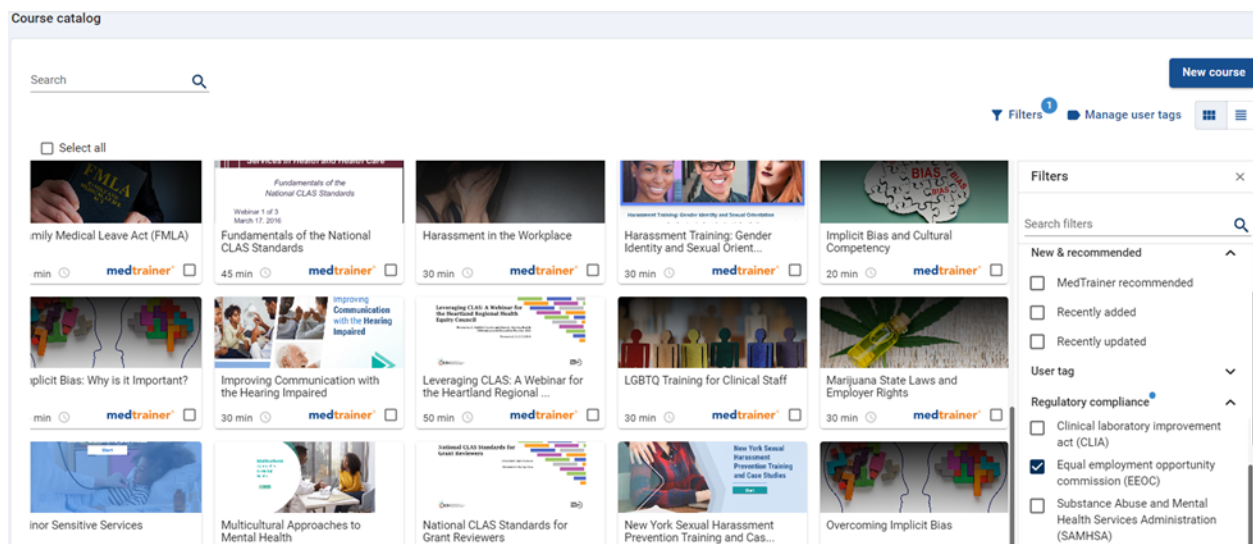 Course catalog
Search
New course
Filters
1
Manage user tags
Select all
FMLA
Services in Health and Health Care
Fundamentals of the
National CLAS Standards
Webinar 1 of 3
March 17, 2016
Harassment Training: Gender Identity and Sexual Orientation
BIAS
BIAS
mily Medical Leave Act (FMLA)
Fundamentals of the National
CLAS Standards
Harassment in the Workplace
Harassment Training: Gender
Identity and Sexual Orient...
Implicit Bias and Cultural
Competency
min
medtrainer
45 min
medtrainer
30 min
medtrainer
30 min
medtrainer
20 min
medtrainer
Improving
Communication
with the Hearing
Impaired
Leveraging CLAS: A Webinar for
the Heartland Regional Health
Equity Council
plicit Bias: Why is it Important?
Improving Communication with
the Hearing Impaired
Leveraging CLAS: A Webinar for
the Heartland Regional ...
LGBTQ Training for Clinical Staff
Marijuana State Laws and
Employer Rights
min
medtrainer
30 min
medtrainer
50 min
medtrainer
30 min
medtrainer
30 min
medtrainer
Start
National CLAS Standards for
Grant Reviewers
New York Sexual
Harassment
Prevention Training
and Case Studies
Start
inor Sensitive Services
Multicultural Approaches to
Mental Health
National CLAS Standards for
Grant Reviewers
New York Sexual Harassment
Prevention Training and Cas...
Overcoming Implicit Bias
Filters
Search filters
New & recommended
MedTrainer recommended
Recently added
Recently updated
User tag
Regulatory compliance
Clinical laboratory improvement
act (CLIA)
Equal employment opportunity
commission (EEOC)
Substance Abuse and Mental
Health Services Administration
(SAMHSA)